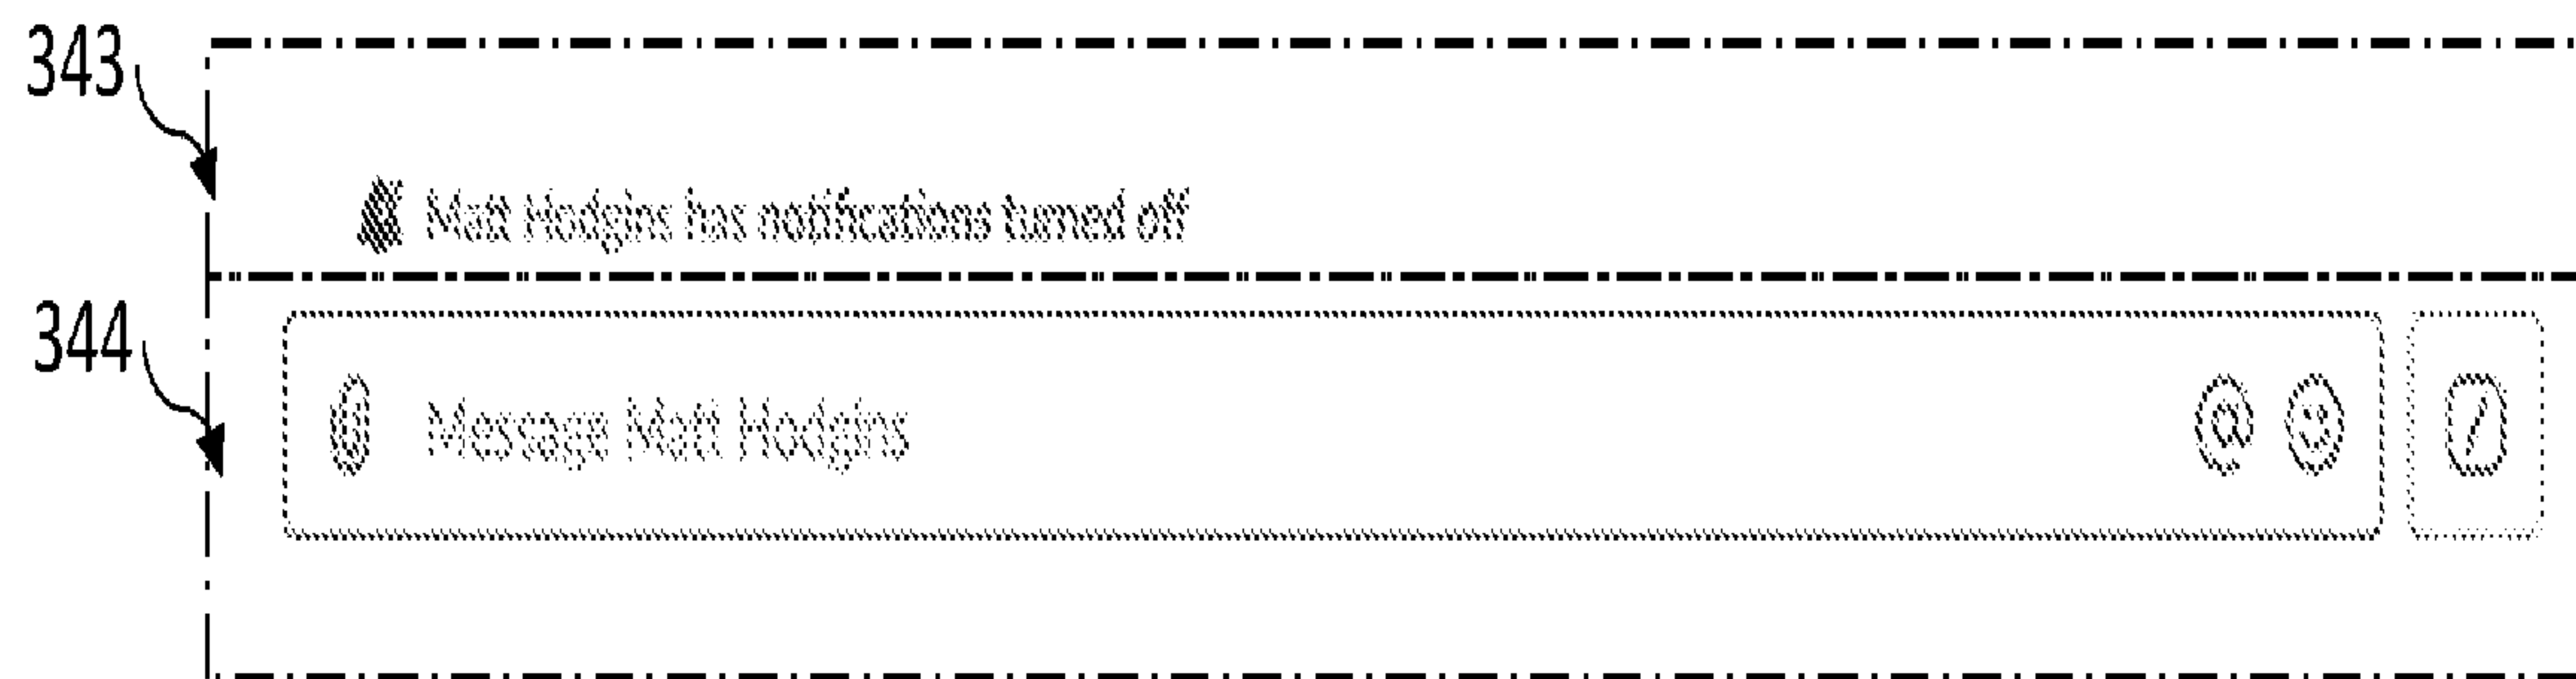 343
Matt Hodgins has notifications turned off
344
Message Matt Hodgins @